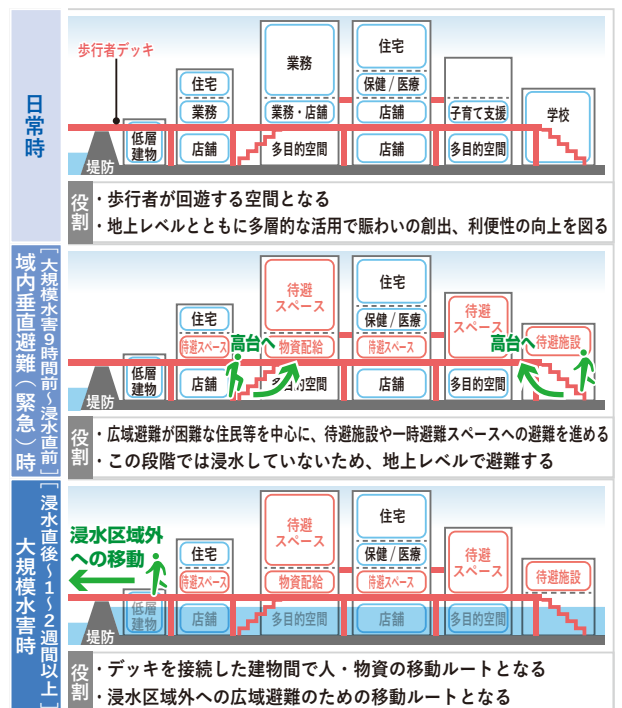 日常時
歩行者デッキ
堤防
低層
建物
住宅
業務
店舗
業務
業務・店舗
多目的空間
住宅
保健/医療
店舗
店舗
子育て支援
多目的空間
学校
役割
・歩行者が回遊する空間となる
・地上レベルとともに多層的な活用で賑わいの創出、利便性の向上を図る
域内垂直避難（緊急）時
［大規模水害9時間前～浸水直前］
堤防
低層
建物
住宅
待避スペース
店舗
高台へ
待避
スペース
物資配給
多目的空間
住宅
保健/医療
待避スペース
店舗
待避
スペース
高台へ
多目的空間
待避施設
役割
・広域避難が困難な住民等を中心に、待避施設や一時避難スペースへの避難を進める
・この段階では浸水していないため、地上レベルで避難する
大規模水害時
［浸水直後～1～2週間以上］
浸水区域外
への移動
堤防
低層
建物
住宅
待避スペース
店舗
待避
スペース
物資配給
多目的空間
住宅
保健/医療
待避スペース
店舗
待避
スペース
多目的空間
待避施設
役割
・デッキを接続した建物間で人・物資の移動ルートとなる
・浸水区域外への広域避難のための移動ルートとなる